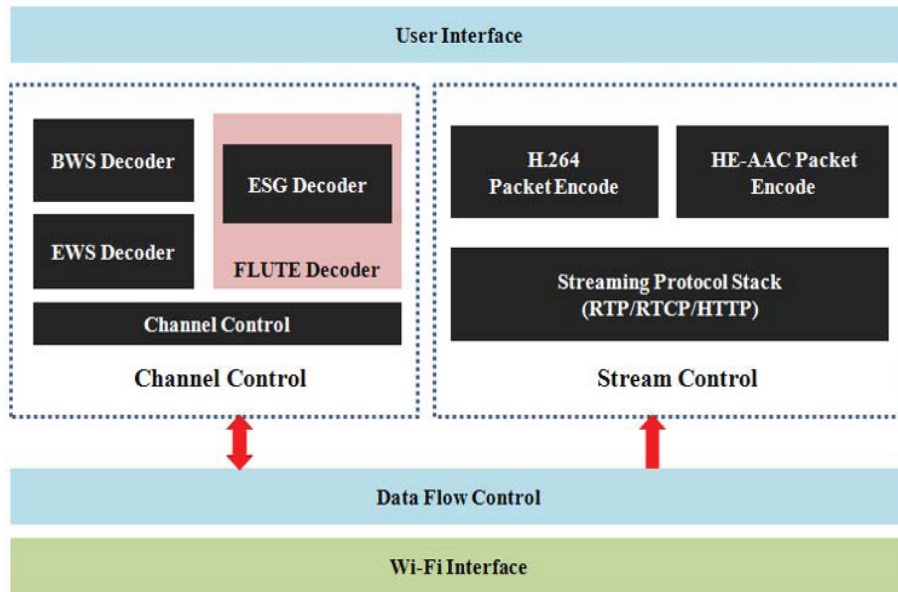 User Interface
BWS Decoder
EWS Decoder
ESG Decoder
FLUTE Decoder
Channel Control
Channel Control
H.264
Packet Encode
HE-AAC Packet
Encode
Streaming Protocol Stack
(RTP/RTCP/HTTP)
Stream Control
Data Flow Control
Wi-Fi Interface